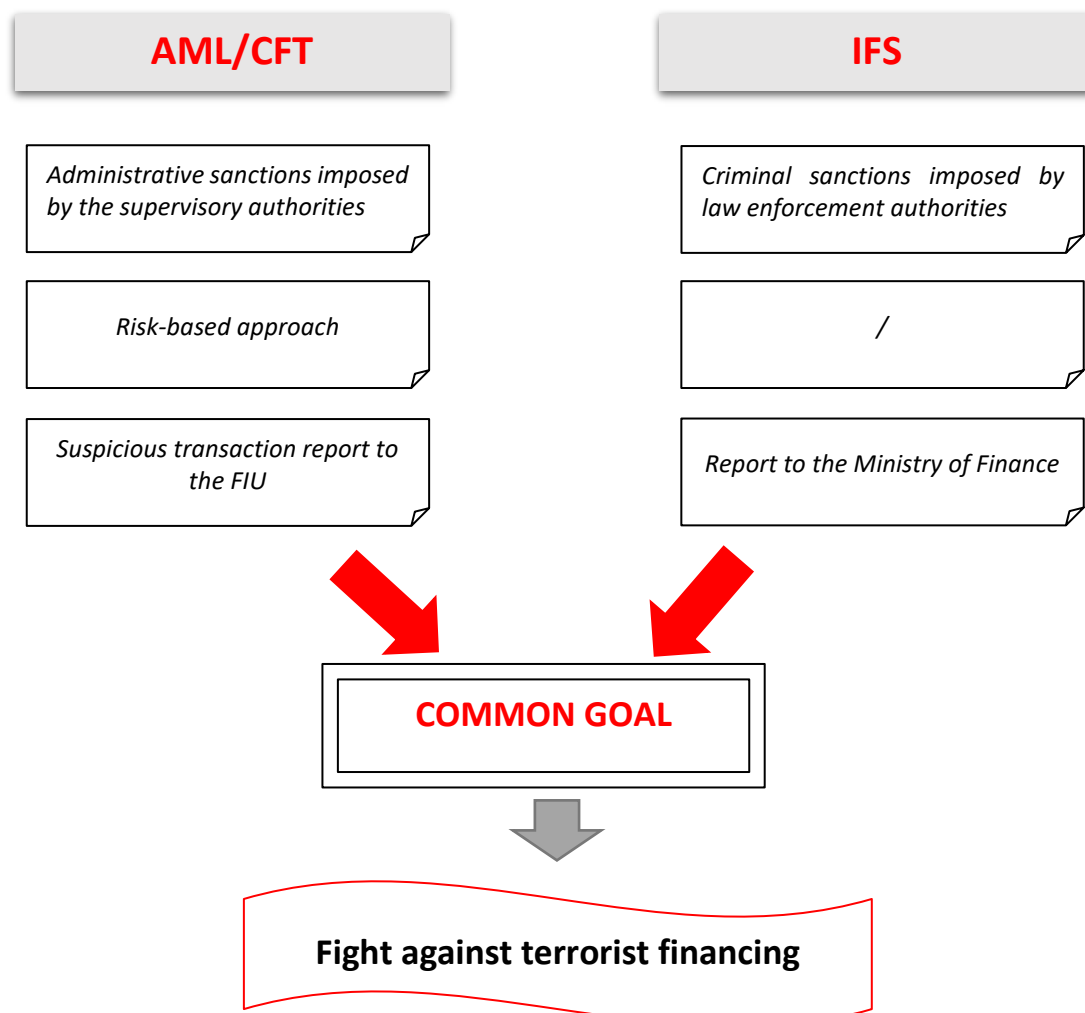 AML/CFT
IFS
Administrative sanctions imposed
by the supervisory authorities
Criminal sanctions imposed by
law enforcement authorities
Risk-based approach
/
Suspicious transaction report to
the FIU
Report to the Ministry of Finance
COMMON GOAL
Fight against terrorist financing